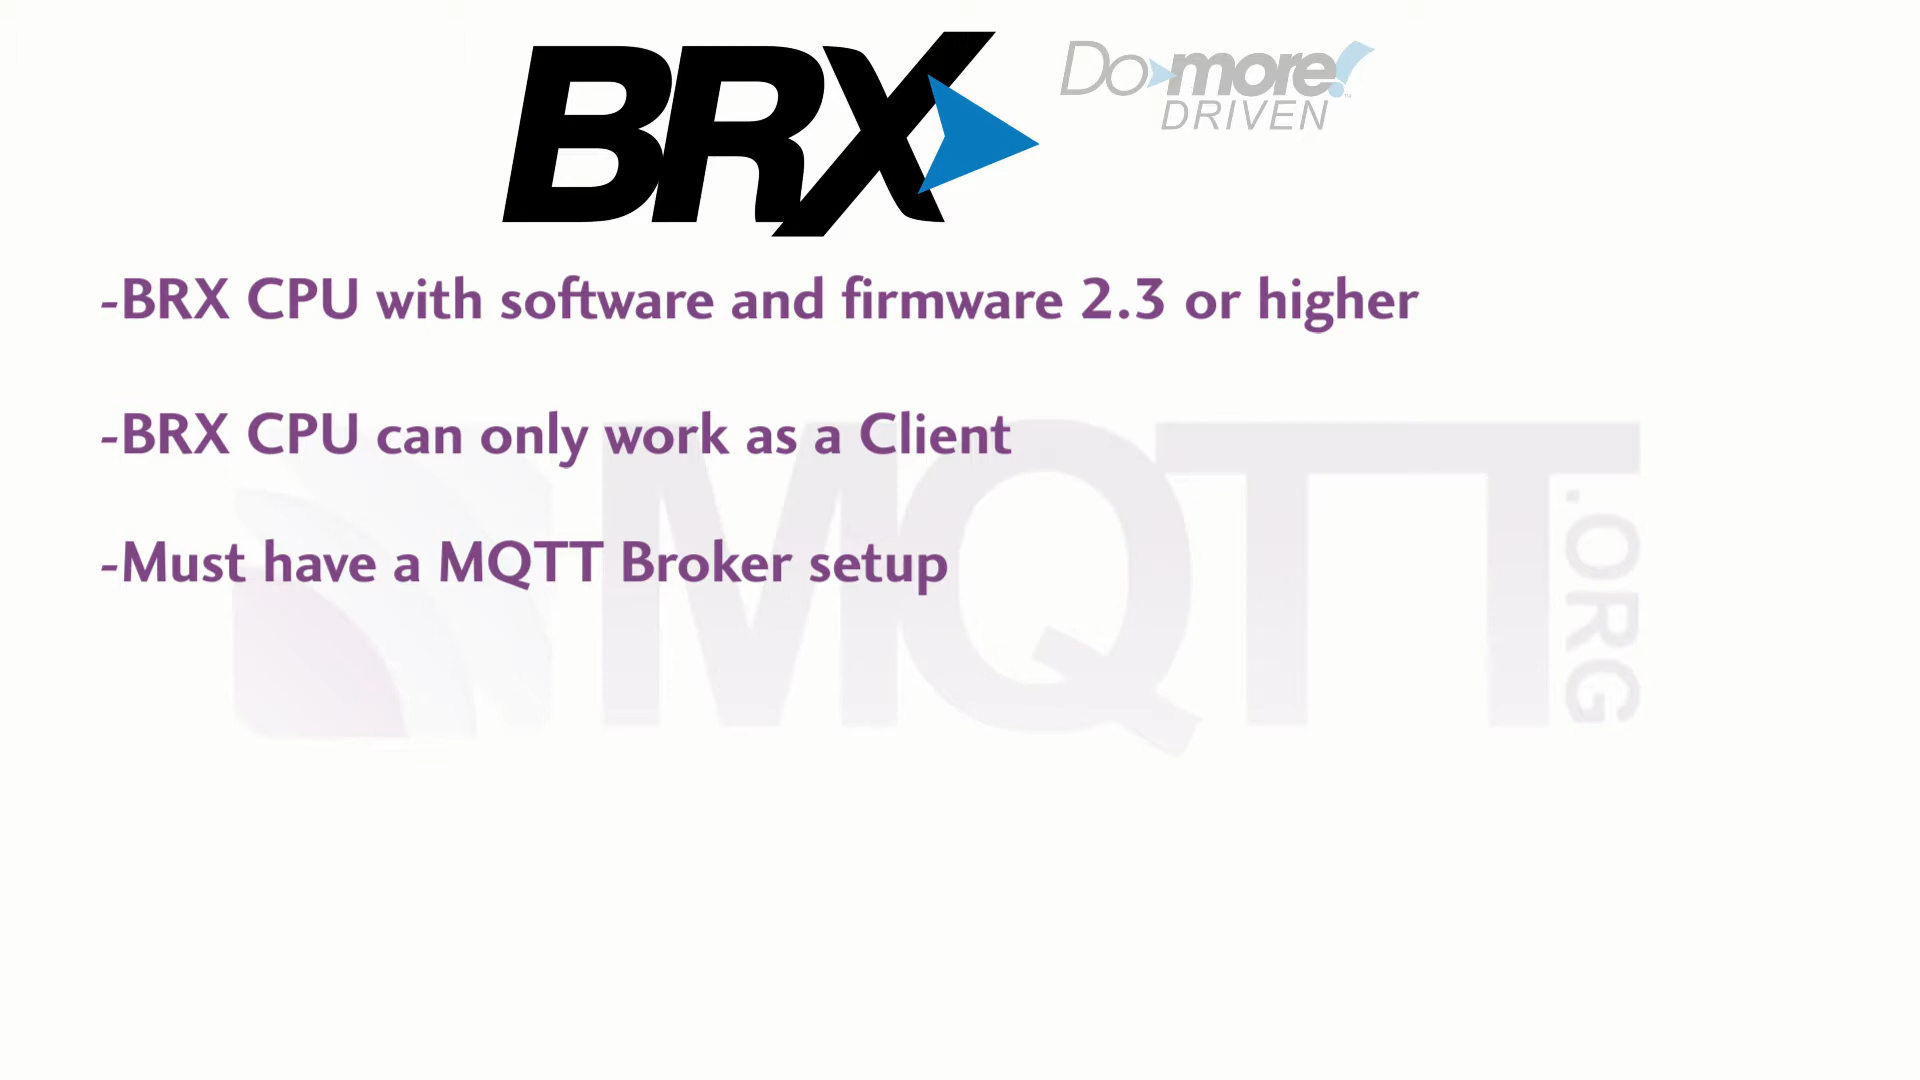 BRX
Do more!™
DRIVEN
-BRX CPU with software and firmware 2.3 or higher
-BRX CPU can only work as a Client
-Must have a MQTT Broker setup
MQTT
.ORG